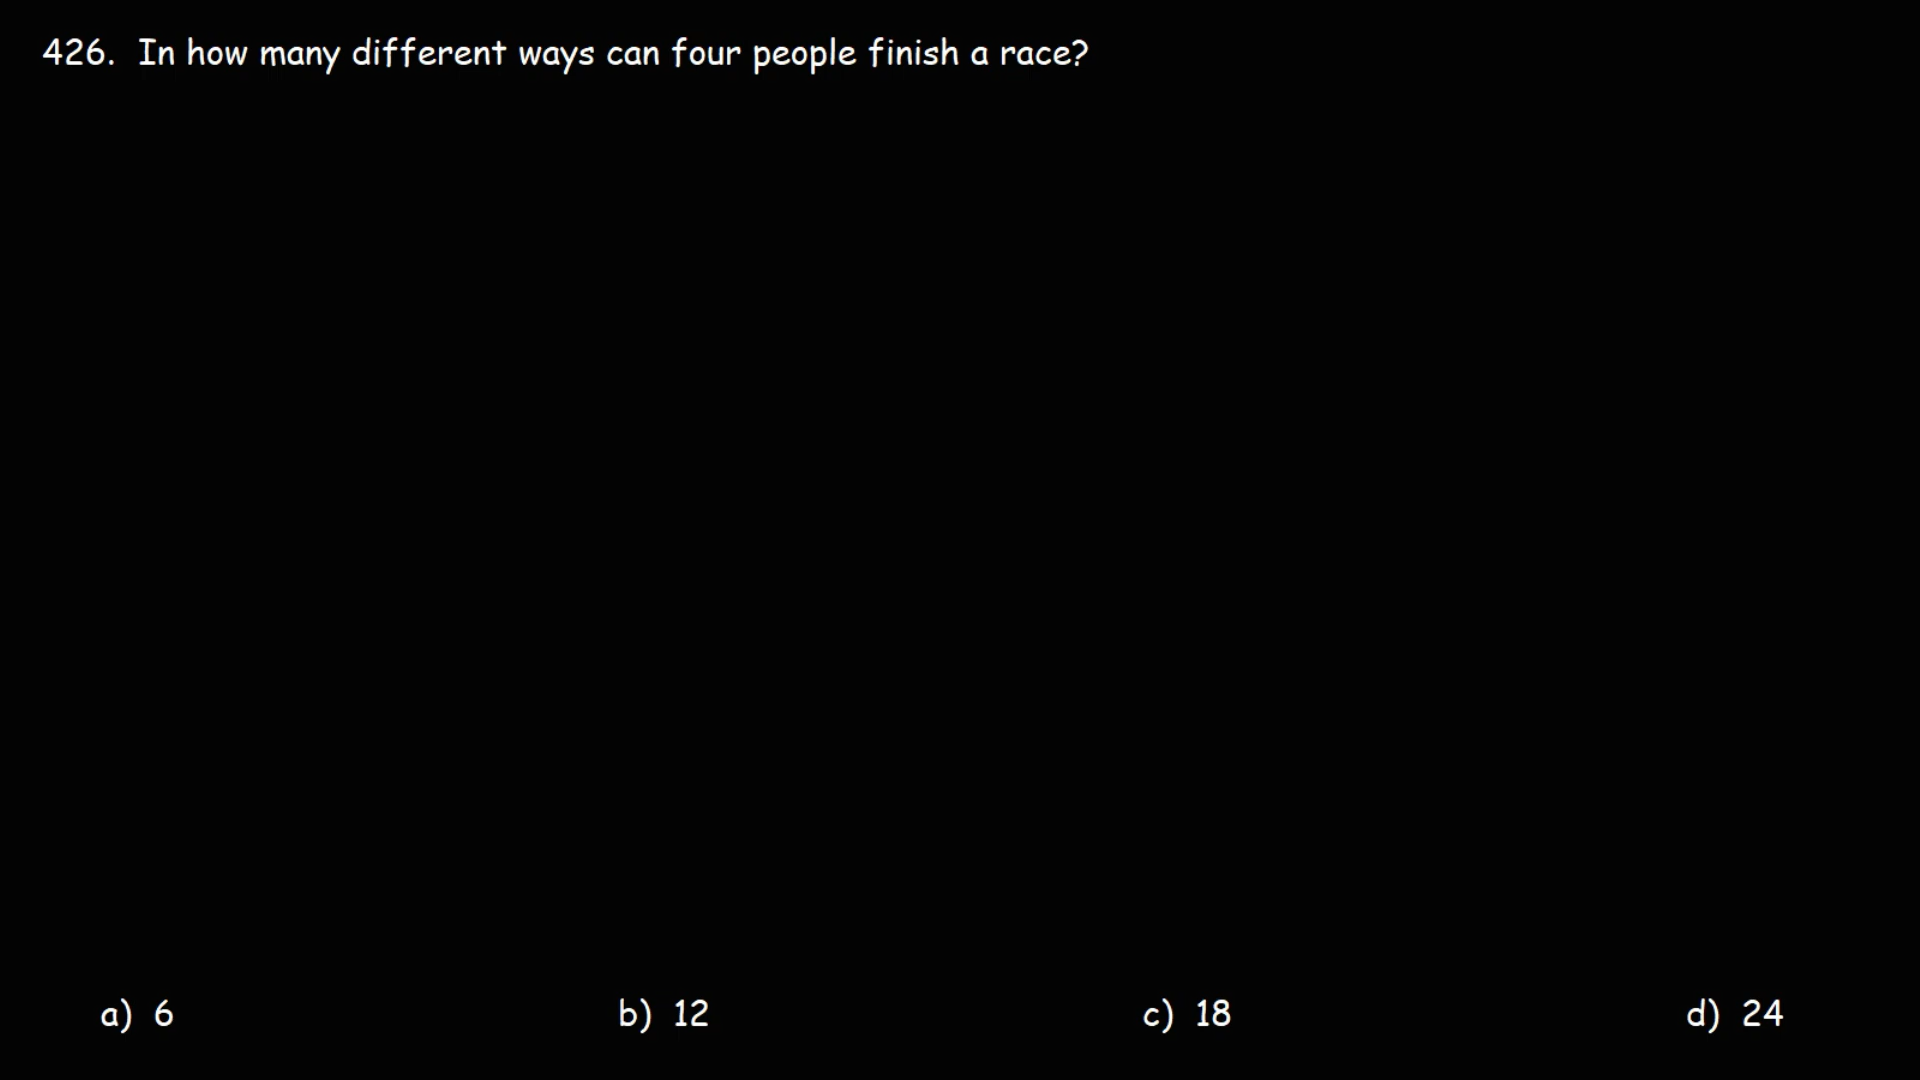 426. In how many different ways can four people finish a race?
a) 6 b) 12 c) 18 d) 24